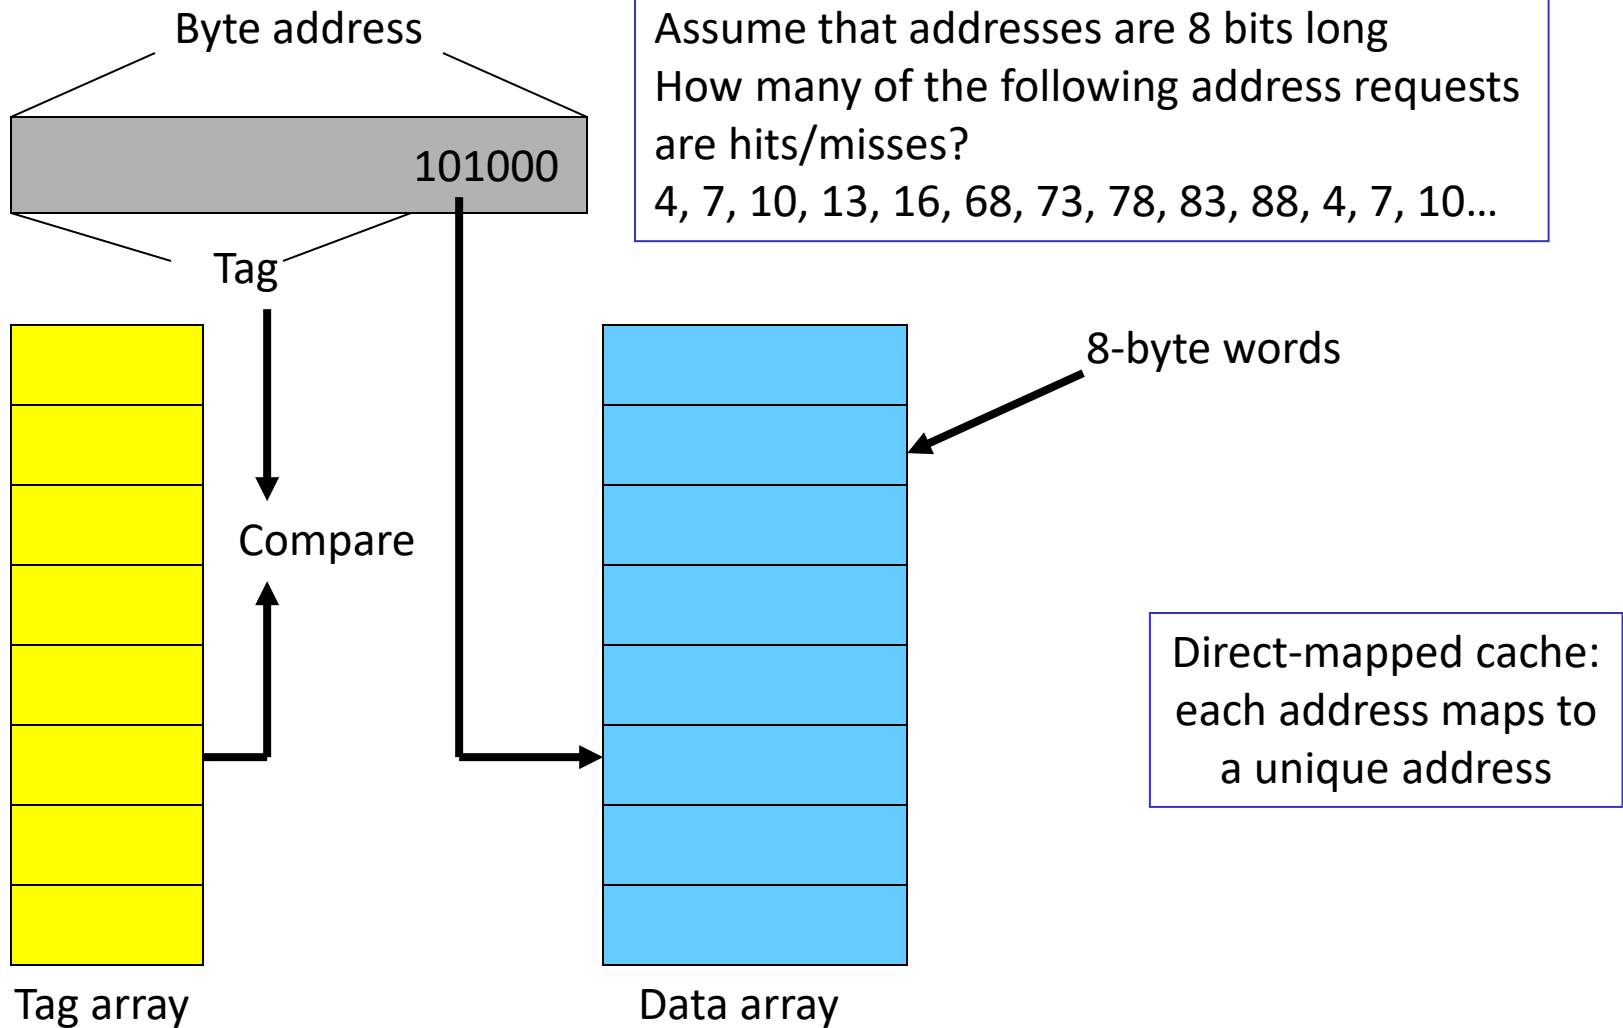 Byte address
101000
Tag
Compare
Tag array
Data array
8-byte words
Assume that addresses are 8 bits long
How many of the following address requests
are hits/misses?
4, 7, 10, 13, 16, 68, 73, 78, 83, 88, 4, 7, 10…
Direct-mapped cache:
each address maps to
a unique address